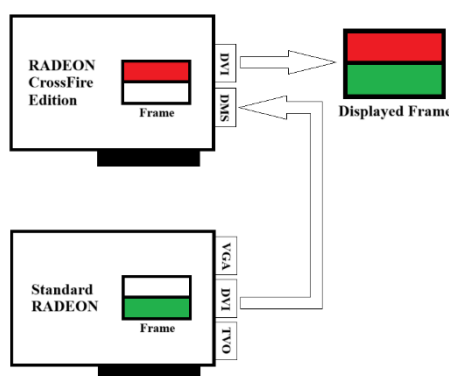 RADEON
CrossFire
Edition
Frame
DVI
DMS
Displayed Frame
Standard
RADEON
Frame
VGA
DVI
TVO